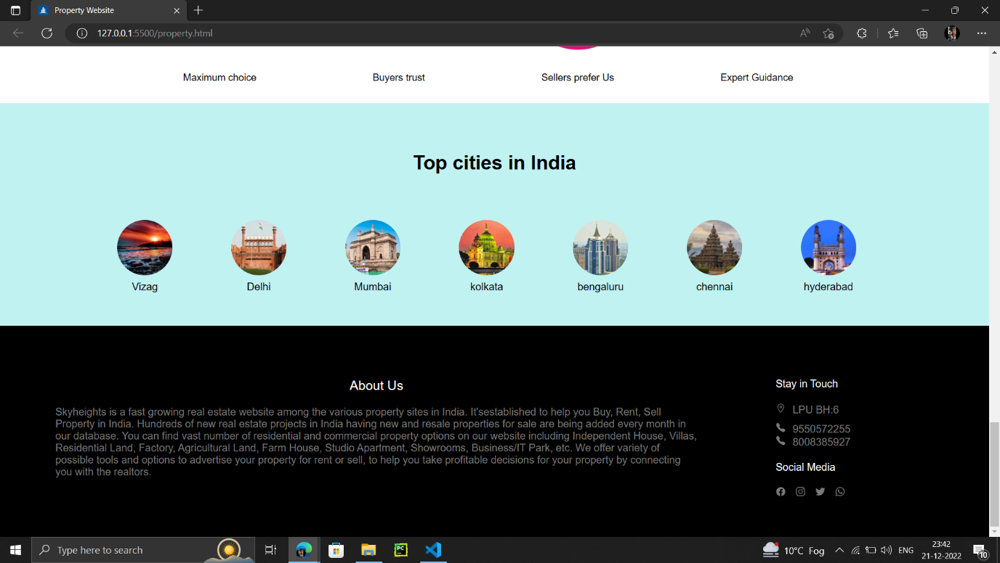 Property Website
127.0.0.1:5500/property.html
Maximum choice
Buyers trust
Sellers prefer Us
Expert Guidance
Top cities in India
Vizag
Delhi
Mumbai
kolkata
bengaluru
chennai
hyderabad
About Us
Skyheights is a fast growing real estate website among the various property sites in India. It'sestablished to help you Buy, Rent, Sell
Property in India. Hundreds of new real estate projects in India having new and resale properties for sale are being added every month in
our database. You can find vast number of residential and commercial property options on our website including Independent House, Villas,
Residential Land, Factory, Agricultural Land, Farm House, Studio Apartment, Showrooms, Business/IT Park, etc. We offer variety of
possible tools and options to advertise your property for rent or sell, to help you take profitable decisions for your property by connecting
you with the realtors.
Stay in Touch
LPU BH:6
9550572255
8008385927
Social Media
Type here to search
PC
10°C Fog
ENG
23:42
21-12-2022
10